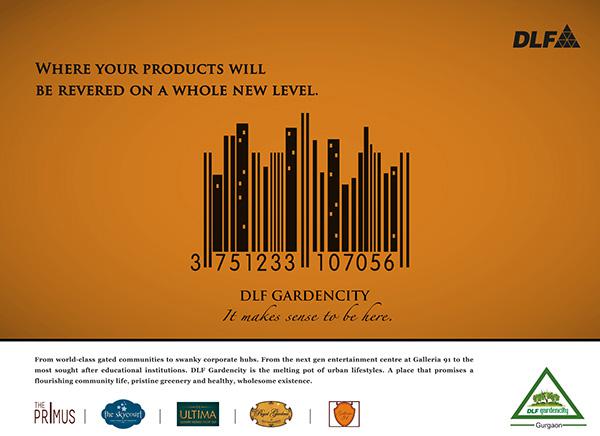 DLF
WHERE YOUR PRODUCTS WILL
BE REVERED ON A WHOLE NEW LEVEL.
3 751233 107056
DLF GARDENCITY
It makes sense to be here.
From world-class gated communities to swanky corporate hubs. From the next gen entertainment centre at Galleria 91 to the
most sought after educational institutions. DLF Gardencity is the melting pot of urban lifestyles. A place that promises a
flourishing community life, pristine greenery and healthy, wholesome existence.
THE
PRIMUS
the skycourt
ULTIMA
Regal Gardens
DLF gardencity
Gurgaon